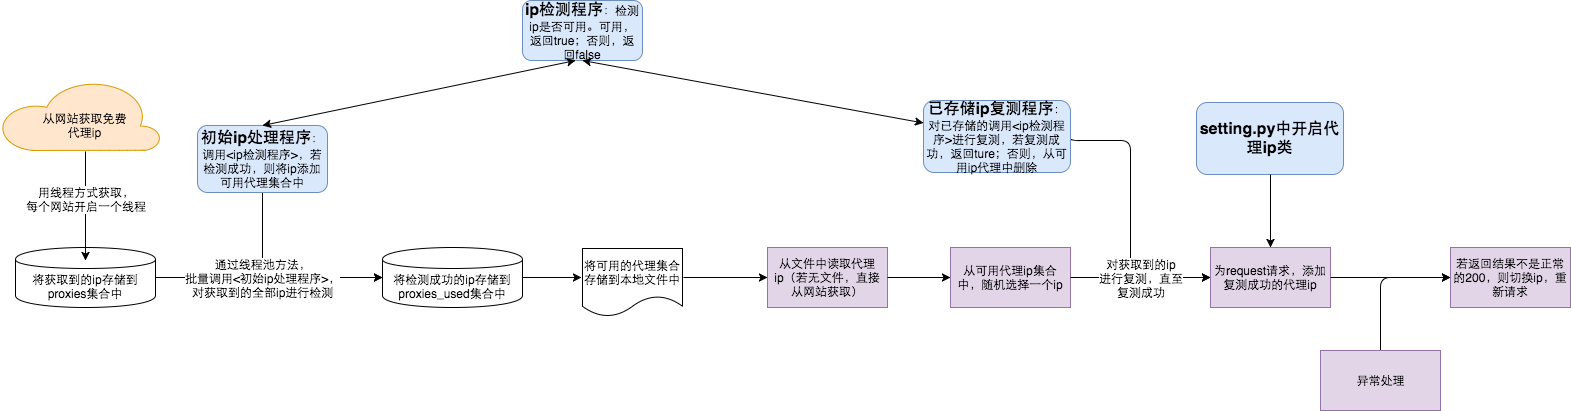 ip检测程序：检测
ip是否可用。可用，
返回true；否则，返
回false
从网站获取免费
代理ip
初始ip处理程序：
调用<ip检测程序>，若
检测成功，则将ip添加
可用代理集合中
已存储ip复测程序：
对已存储的调用<ip检测程
序>进行复测，若复测成
功，返回ture；否则，从可
用ip代理中删除
setting.py中开启代
理ip类
用线程方式获取，
每个网站开启一个线程
将获取到的ip存储到
proxies集合中
通过线程池方法，
批量调用<初始ip处理程序>，
对获取到的全部ip进行检测
将检测成功的ip存储到
proxies_used集合中
将可用的代理集合
存储到本地文件中
从文件中读取代理
ip（若无文件，直接
从网站获取）
从可用代理ip集合
中，随机选择一个ip
对获取到的ip
进行复测，直至
复测成功
为request请求，添加
复测成功的代理ip
若返回结果不是正常
的200，则切换ip，重
新请求
异常处理